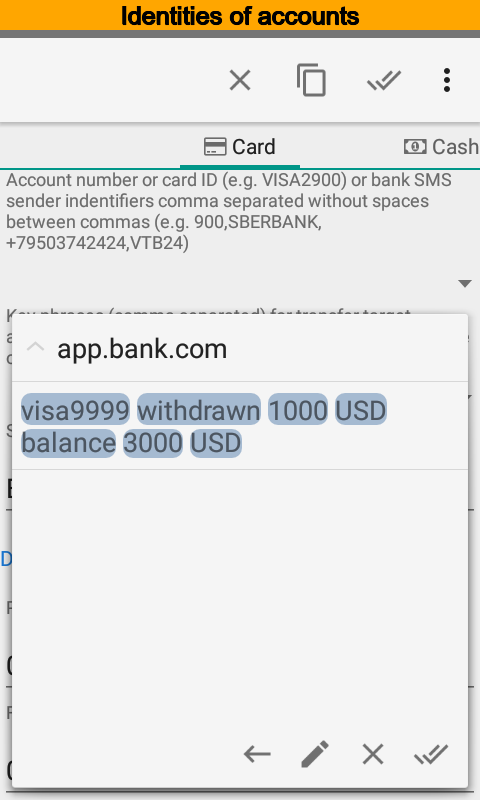 Identities of accounts
Card
Cash
Account number or card ID (e.g. VISA2900) or bank SMS
sender indentifiers comma separated without spaces
between commas (e.g. 900,SBERBANK,
+79503742424,VTB24)
Key phrases (comma separated) for transfer target
app.bank.com
visa9999 withdrawn 1000 USD
balance 3000 USD